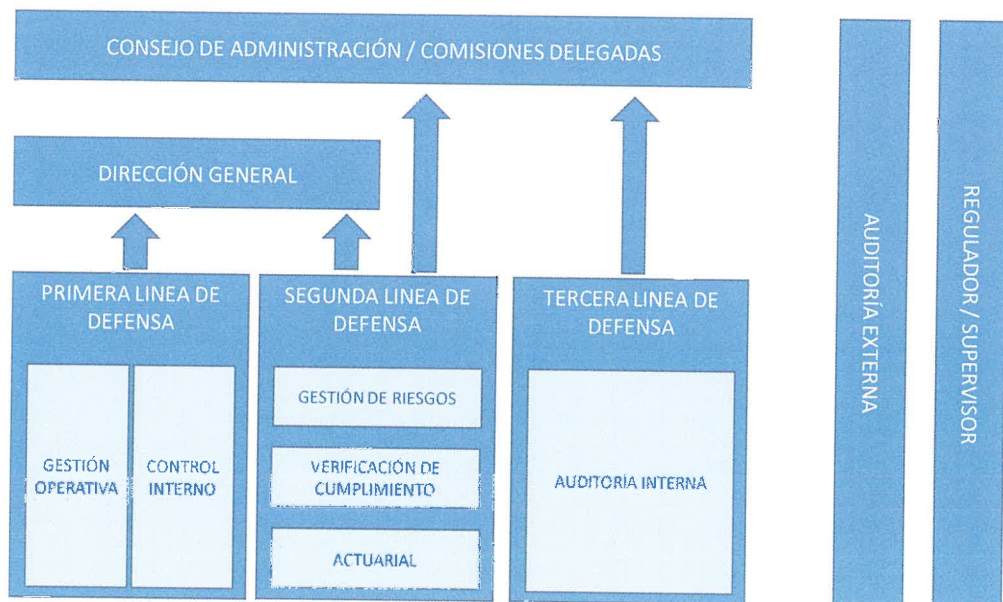 CONSEJO DE ADMINISTRACIÓN / COMISIONES DELEGADAS
DIRECCIÓN GENERAL
PRIMERA LINEA DE
DEFENSA
GESTIÓN
OPERATIVA
CONTROL
INTERNO
SEGUNDA LINEA DE
DEFENSA
GESTIÓN DE RIESGOS
VERIFICACIÓN DE
CUMPLIMIENTO
ACTUARIAL
TERCERA LINEA DE
DEFENSA
AUDITORÍA INTERNA
AUDITORÍA EXTERNA
REGULADOR / SUPERVISOR